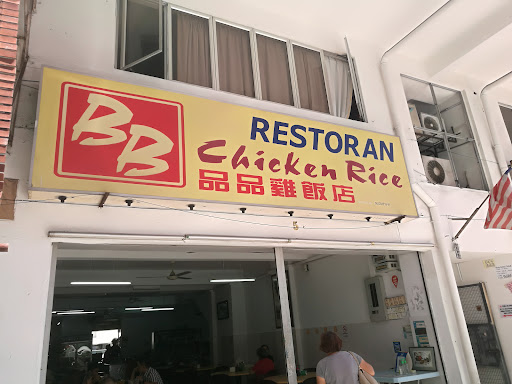 BB
RESTORAN
Chicken Rice
品品雞飯店